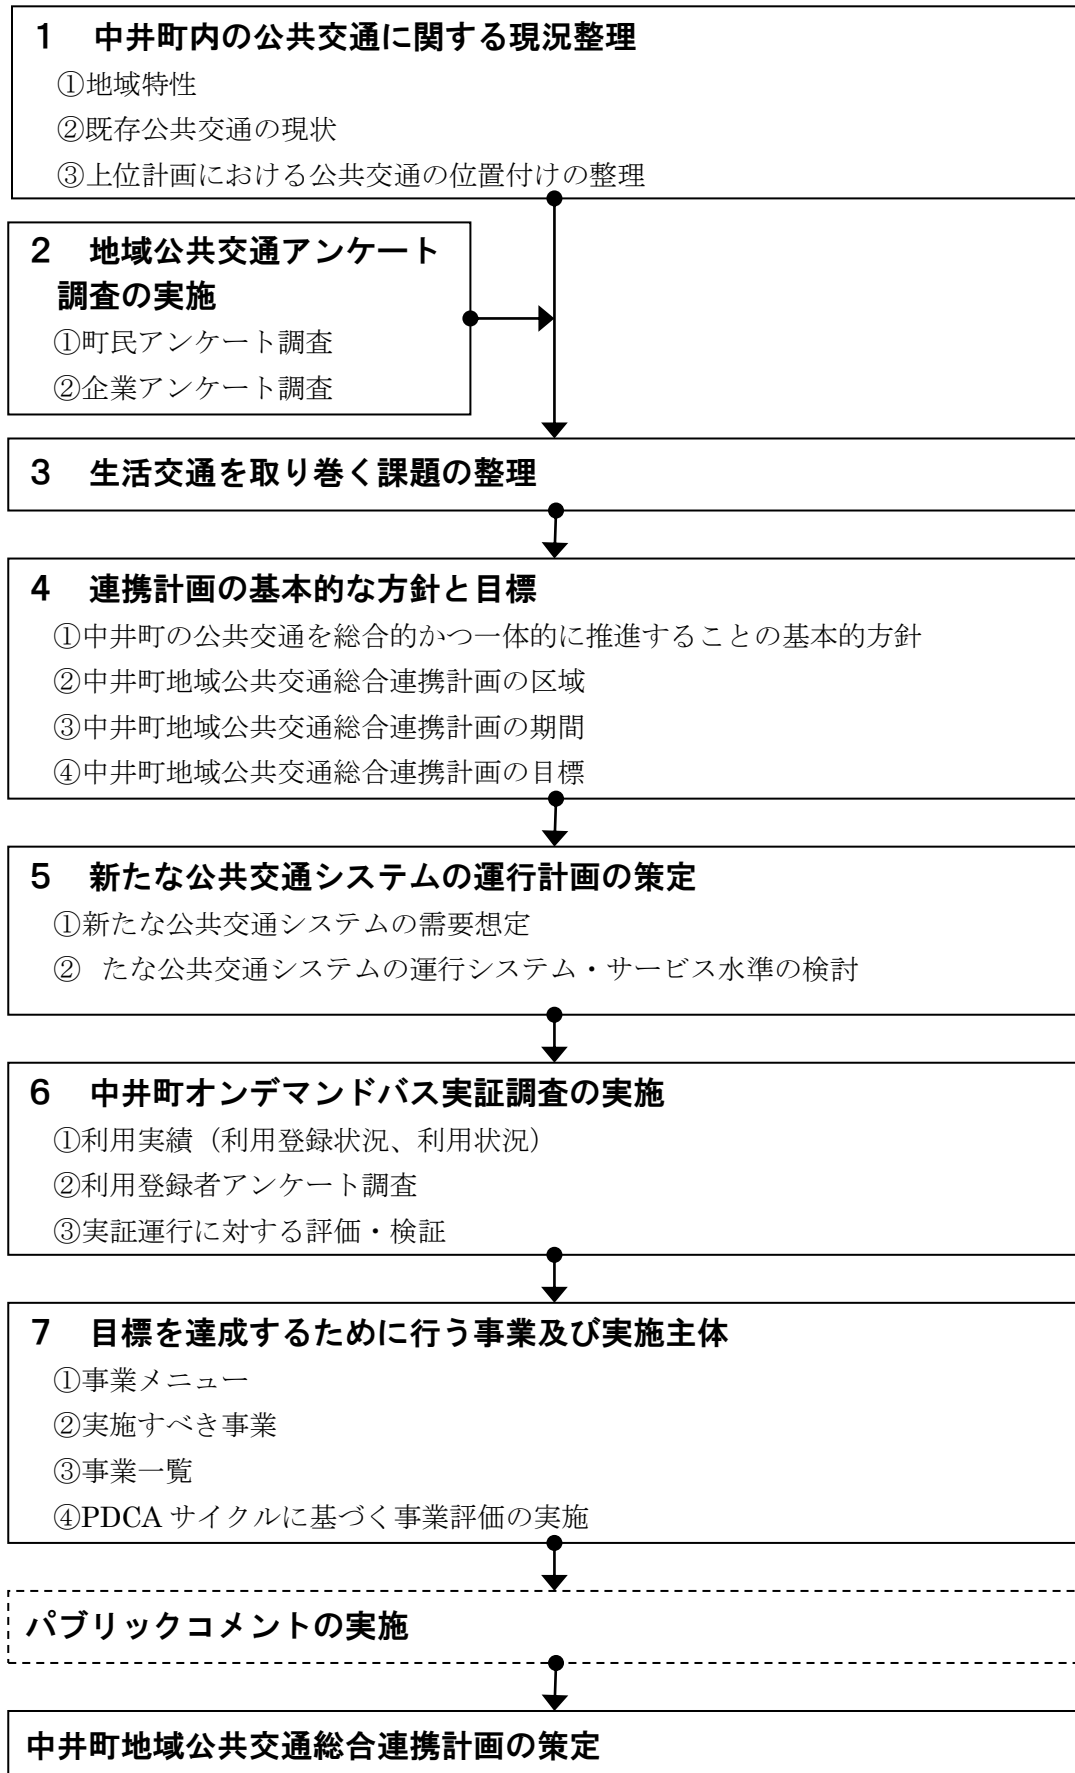 １　中井町内の公共交通に関する現況整理
①地域特性
②既存公共交通の現状
③上位計画における公共交通の位置付けの整理
２　地域公共交通アンケート
調査の実施
①町民アンケート調査
②企業アンケート調査
３　生活交通を取り巻く課題の整理
４　連携計画の基本的な方針と目標
①中井町の公共交通を総合的かつ一体的に推進することの基本的方針
②中井町地域公共交通総合連携計画の区域
③中井町地域公共交通総合連携計画の期間
④中井町地域公共交通総合連携計画の目標
５　新たな公共交通システムの運行計画の策定
①新たな公共交通システムの需要想定
②　たな公共交通システムの運行システム・サービス水準の検討
６　中井町オンデマンドバス実証調査の実施
①利用実績（利用登録状況、利用状況）
②利用登録者アンケート調査
③実証運行に対する評価・検証
７　目標を達成するために行う事業及び実施主体
①事業メニュー
②実施すべき事業
③事業一覧
④PDCA サイクルに基づく事業評価の実施
パブリックコメントの実施
中井町地域公共交通総合連携計画の策定